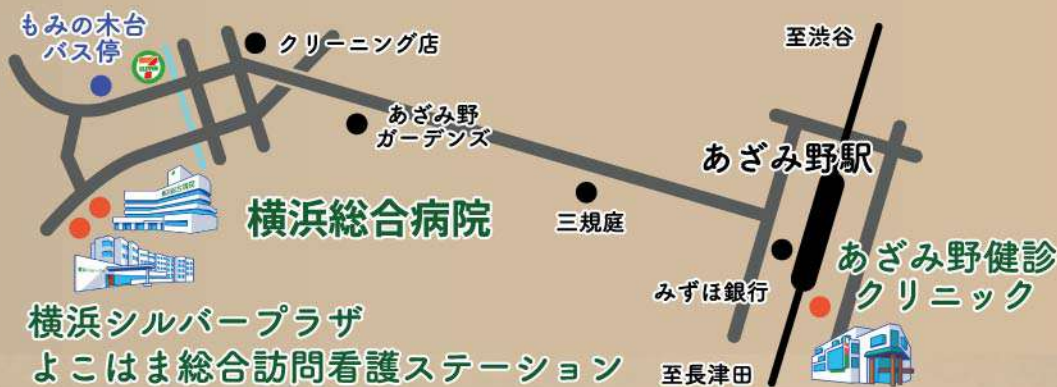 もみの木台
バス停
クリーニング店
至渋谷
あざみ野
ガーデンズ
あざみ野駅
横浜総合病院
三規庭
みずほ銀行
あざみ野健診
クリニック
横浜シルバープラザ
よこはま総合訪問看護ステーション
至長津田